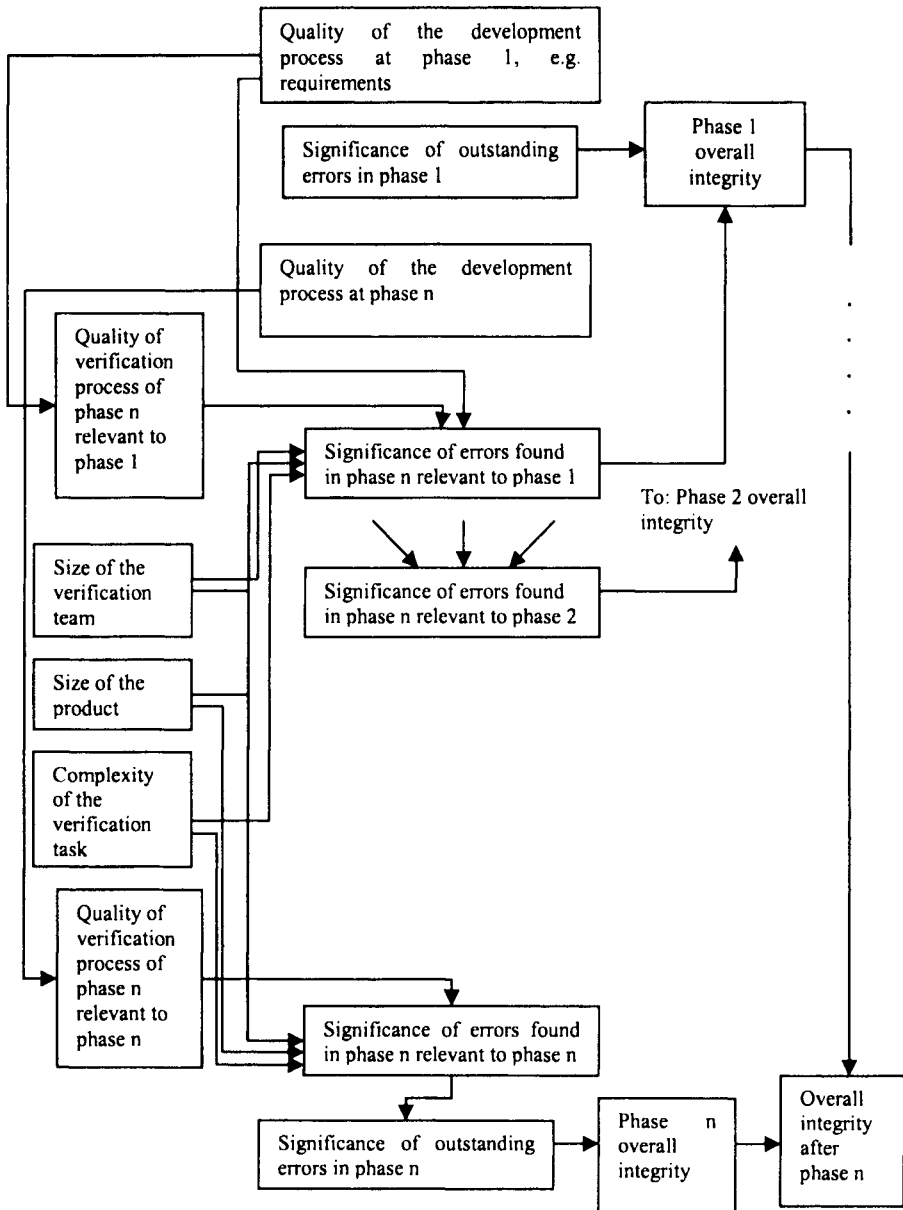 Quality of the development
process at phase 1, e.g.
requirements
Significance of outstanding
errors in phase 1
Phase 1
overall
integrity
Quality of the development
process at phase n
Quality of
verification
process of
phase n
relevant to
phase 1
Significance of errors found
in phase n relevant to phase 1
To: Phase 2 overall
integrity
Size of the
verification
team
Significance of errors found
in phase n relevant to phase 2
Size of the
product
Complexity
of the
verification
task
Quality of
verification
process of
phase n
relevant to
phase n
Significance of errors found
in phase n relevant to phase n
Significance of outstanding
errors in phase n
Phase n
overall
integrity
Overall
integrity
after
phase n